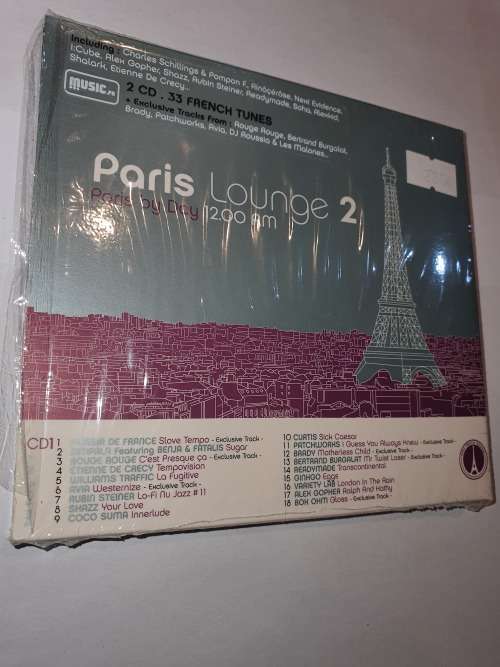 Including : Charles Schillings & Pompon F, Rinôçérôse, Next Evidence,
I:Cube, Alex Gopher, Shazz, Rubin Steiner, Readymade, Saha, Alexkid,
Shalark, Etienne De Crecy...
MUSIC.FR
2 CD . 33 FRENCH TUNES
+ Exclusive Tracks From : Rouge Rouge, Bertrand Burgalat,
Brady, Patchworks, Avia, DJ Roussia & Les Malones...
Paris Lounge 2
Paris by Day 12.00 am
CD1 1 DE FRANCE Slove Tempo - Exclusive Track -
2 featuring BENJA & FATALIS Sugar
3 ROUGE ROUGE C'est Presque ça - Exclusive Track -
4 ETIENNE DE CRECY Tempovision
5 WILLIAMS TRAFFIC La Fugitive
6 AVIA Westernize - Exclusive Track -
7 RUBIN STEINER Lo-Fi Nu Jazz # 11
8 SHAZZ Your Love
9 COCO SUMA Innerlude
10 CURTIS Sick Caesar
11 PATCHWORKS I Guess You Always Knew - Exclusive Track -
12 BRADY Motherless Child - Exclusive Track -
13 BERTRAND BURGALAT Mr Twist Laser - Exclusive Track -
14 READYMADE Transcontinental
15 GINKGO Eggs
16 VARIETY LAB London In The Rain
17 ALEX GOPHER Ralph And Kathy
18 BOX OHM Gloss - Exclusive Track -